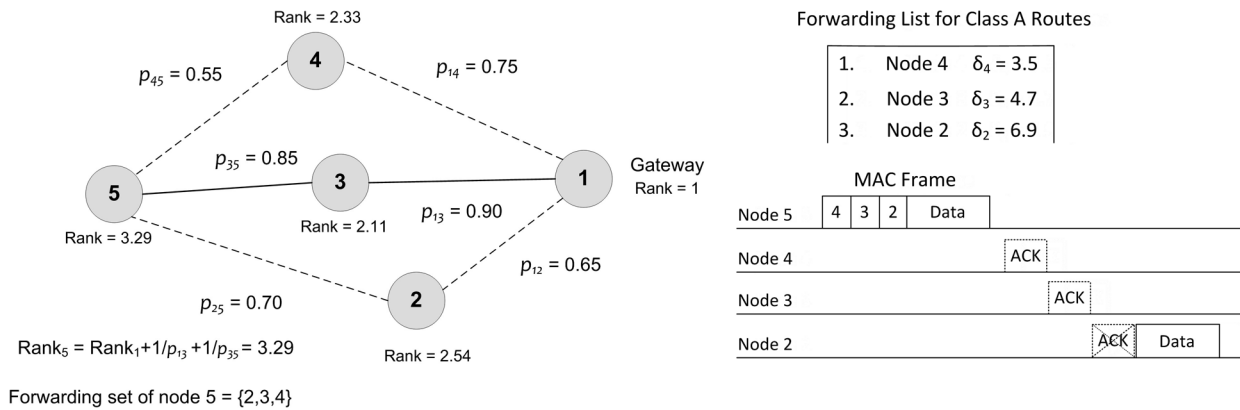 Rank = 2.33
4
p₄₅ = 0.55
p₁₄ = 0.75
p₃₅ = 0.85
5
3
1
Gateway
Rank = 1
Rank = 3.29
Rank = 2.11
p₁₃ = 0.90
p₁₂ = 0.65
p₂₅ = 0.70
2
Rank = 2.54
Rank₅ = Rank₁+1/p₁₃ +1/p₃₅= 3.29
Forwarding set of node 5 = {2,3,4}
Forwarding List for Class A Routes
1. Node 4 δ₄ = 3.5
2. Node 3 δ₃ = 4.7
3. Node 2 δ₂ = 6.9
MAC Frame
Node 5 4 3 2 Data
Node 4 ACK
Node 3 ACK
Node 2 ACK Data